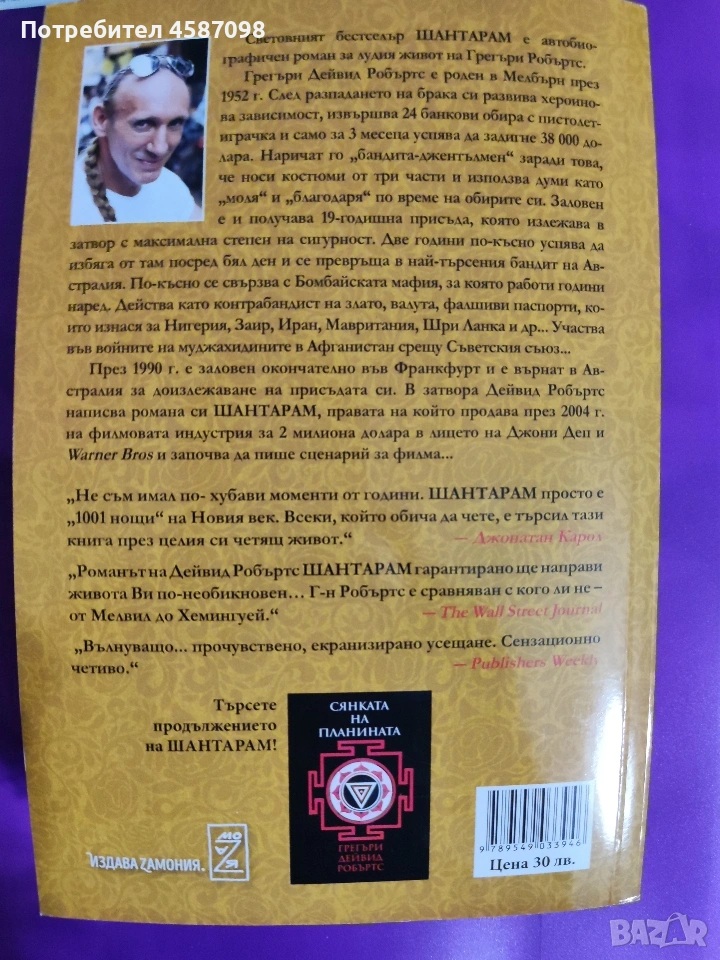 Потребител 4587098
Световният бестселър ШАНТАРАМ е автобио-
графичен роман за лудия живот на Грегъри Робъртс.
Грегъри Дейвид Робъртс е роден в Мелбърн през
1952 г. След разпадането на брака си развива хероино-
ва зависимост, извършва 24 банкови обира с пистолет-
играчка и само за 3 месеца успява да задигне 38 000 до-
лара. Наричат го „бандита-джентълмен“ заради това,
че носи костюми от три части и използва думи като
„моля“ и „благодаря“ по време на обирите си. Заловен
е и получава 19-годишна присъда, която излежава в
затвор с максимална степен на сигурност. Две години по-късно успява да
избяга от там посред бял ден и се превръща в най-търсения бандит на Ав-
стралия. По-късно се свързва с Бомбайската мафия, за която работи години
наред. Действа като контрабандист на злато, валута, фалшиви паспорти, ко-
ито изнася за Нигерия, Заир, Иран, Мавритания, Шри Ланка и др... Участва
във войните на муджахидините в Афганистан срещу Съветския съюз...
През 1990 г. е заловен окончателно във Франкфурт и е върнат в Ав-
стралия за доизлежаване на присъдата си. В затвора Дейвид Робъртс
написва романа си ШАНТАРАМ, правата на който продава през 2004 г.
на филмовата индустрия за 2 милиона долара в лицето на Джони Деп и
Warner Bros и започва да пише сценарий за филма...
„Не съм имал по- хубави моменти от години. ШАНТАРАМ просто е
„1001 нощи“ на Новия век. Всеки, който обича да чете, е търсил тази
книга през целия си четящ живот.“ — Джонатан Карол
„Романът на Дейвид Робъртс ШАНТАРАМ гарантирано ще направи
живота Ви по-необикновен... Г-н Робъртс е сравняван с кого ли не –
от Мелвил до Хемингуей.“ — The Wall Street Journal
„Вълнуващо... прочувствено, екранизирано усещане. Сензационно
четиво.“ — Publishers Weekly
Търсете
продължението
на ШАНТАРАМ!
СЯНКАТА
НА
ПЛАНИНАТА
ГРЕГЪРИ
ДЕЙВИД
РОБЪРТС
ИЗДАВА ZАМОНИЯ.
9 789549 033946
Цена 30 лв.
BAZAR